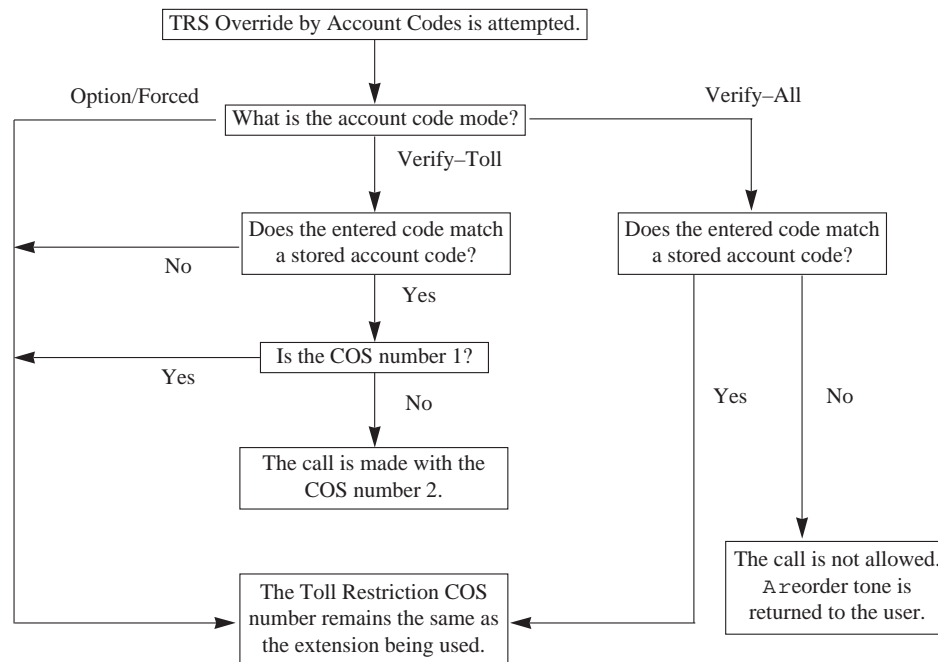 TRS Override by Account Codes is attempted.
Option/Forced
Verify–All
What is the account code mode?
Verify–Toll
Does the entered code match
a stored account code?
Does the entered code match
a stored account code?
No
Yes
Is the COS number 1?
Yes
No
Yes
No
The call is made with the
COS number 2.
The call is not allowed.
A reorder tone is
returned to the user.
The Toll Restriction COS
number remains the same as
the extension being used.